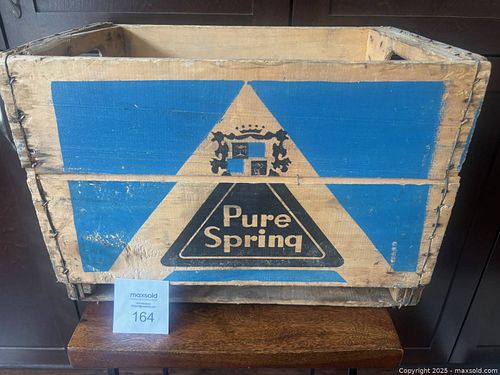 Pure
Spring
maxsold
164
Copyright © 2025 - maxsold.com